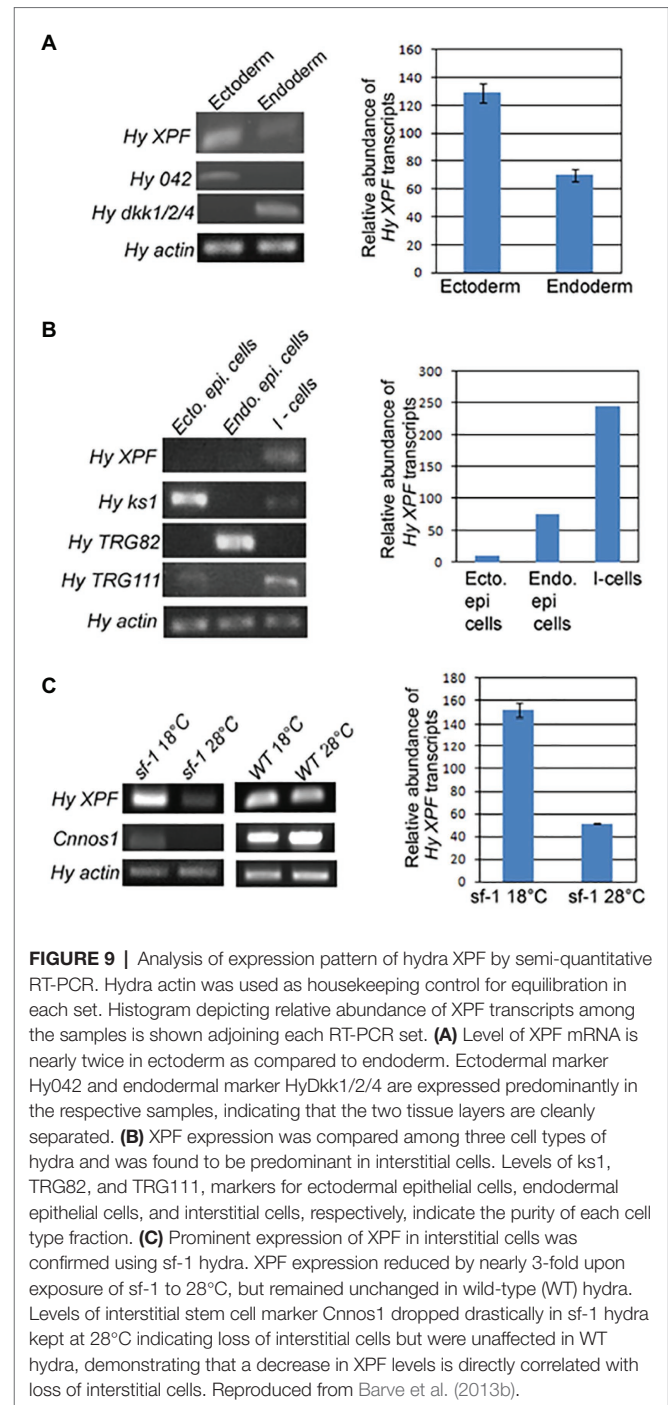 A
Ectoderm
Endoderm
Hy XPF
Hy 042
Hy dkk1/2/4
Hy actin
Relative abundance of
Hy XPF transcripts
160
140
120
100
80
60
40
20
0
Ectoderm Endoderm
B
Ecto. epi. cells
Endo. epi. cells
I - cells
Hy XPF
Hy ks1
Hy TRG82
Hy TRG111
Hy actin
Relative abundance of
Hy XPF transcripts
300
250
200
150
100
50
0
Ecto. Endo. I-cells
epi epi
cells cells
C
sf-1 18°C
sf-1 28°C
WT 18°C
WT 28°C
Hy XPF
Cnnos1
Hy actin
Relative abundance of
Hy XPF transcripts
180
160
140
120
100
80
60
40
20
0
sf-1 18°C sf-1 28°C
FIGURE 9 | Analysis of expression pattern of hydra XPF by semi-quantitative
RT-PCR. Hydra actin was used as housekeeping control for equilibration in
each set. Histogram depicting relative abundance of XPF transcripts among
the samples is shown adjoining each RT-PCR set. (A) Level of XPF mRNA is
nearly twice in ectoderm as compared to endoderm. Ectodermal marker
Hy042 and endodermal marker HyDkk1/2/4 are expressed predominantly in
the respective samples, indicating that the two tissue layers are cleanly
separated. (B) XPF expression was compared among three cell types of
hydra and was found to be predominant in interstitial cells. Levels of ks1,
TRG82, and TRG111, markers for ectodermal epithelial cells, endodermal
epithelial cells, and interstitial cells, respectively, indicate the purity of each cell
type fraction. (C) Prominent expression of XPF in interstitial cells was
confirmed using sf-1 hydra. XPF expression reduced by nearly 3-fold upon
exposure of sf-1 to 28°C, but remained unchanged in wild-type (WT) hydra.
Levels of interstitial stem cell marker Cnnos1 dropped drastically in sf-1 hydra
kept at 28°C indicating loss of interstitial cells but were unaffected in WT
hydra, demonstrating that a decrease in XPF levels is directly correlated with
loss of interstitial cells. Reproduced from Barve et al. (2013b).